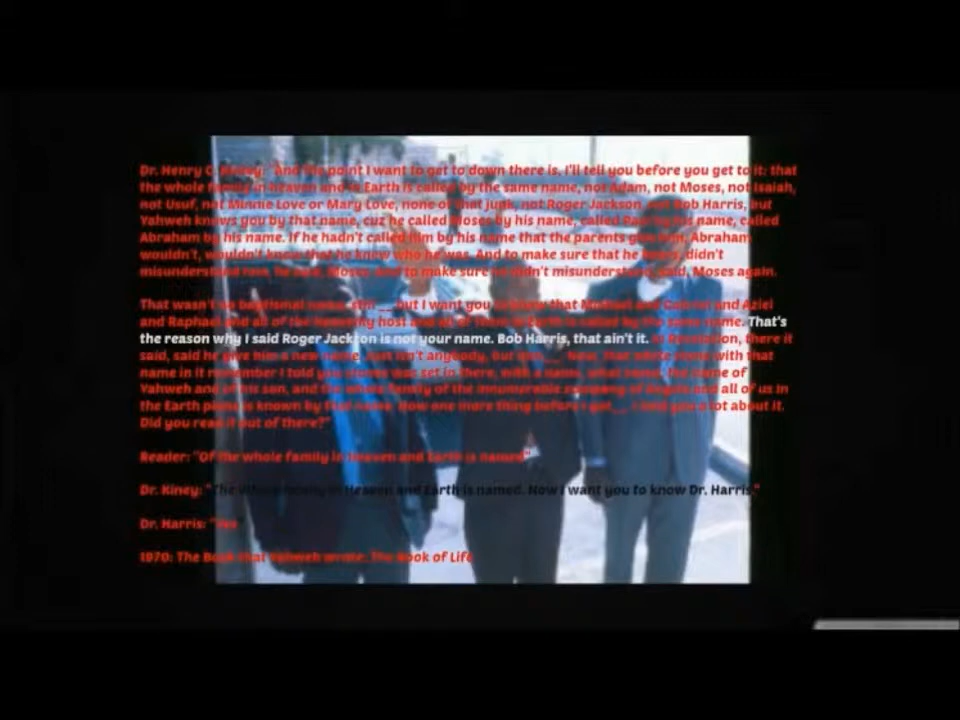 Dr. Henry C. Kiney: "And the point I want to get to down there is, I'll tell you before you get to it: that
the whole family in Heaven and in Earth is called by the same name, not Adam, not Moses, not Isaiah,
not Usuf, not Minnie Love or Mary Love, none of that junk, not Roger Jackson, not Bob Harris, but
Yahweh knows you by that name, cuz he called Moses by his name, called Paul by his name, called
Abraham by his name. If he hadn't called him by his name that the parents gave him, Abraham
wouldn't, wouldn't know that he knew who he was. And to make sure that he heard, didn't
misunderstand him, he said, Moses. And to make sure he didn't misunderstand, said, Moses again.
That wasn't no baptismal name, still __ but I want you to know that Michael and Gabriel and Aziel
and Raphael and all of the heavenly host and all of them in Earth is called by the same name. That's
the reason why I said Roger Jackton is not your name. Bob Harris, that ain't it. In Revelation, there it
said, said he give him a new name, just isn't anybody, but with that
name in it remember I told you stone was set in there, with a name, what name, the name of
Yahweh and of his son, and the whole family of the innumerable company of Angels and all of us in
the Earth plane is known by that name. Now one more thing before I get__ I told you a lot about it.
Did you read it out of there?"
Reader: "Of the whole family in Heaven and Earth is named"
Dr. Kiney: "The whole family in Heaven and Earth is named. Now I want you to know Dr. Harris."
Dr. Harris: "Yea"
1970: The Book that Yahweh wrote: The Book of Life